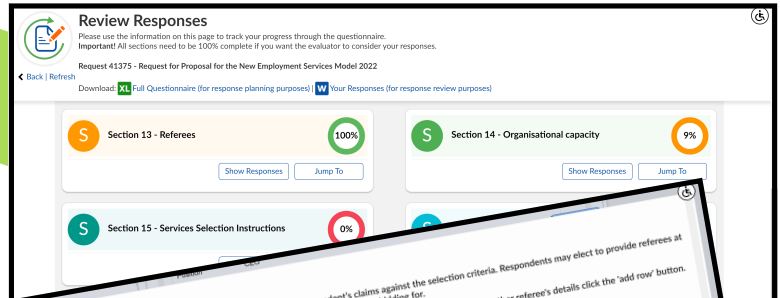 Review Responses
Please use the information on this page to track your progress through the questionnaire.
Important! All sections need to be 100% complete if you want the evaluator to consider your responses.
Request 41375 - Request for Proposal for the New Employment Services Model 2022
Back | Refresh
Download: XL Full Questionnaire (for response planning purposes) | W Your Responses (for response review purposes)
S Section 13 - Referees 100%
S Section 14 - Organisational capacity 9%
Show Responses Jump To
Show Responses Jump To
S Section 15 - Services Selection Instructions 0%
dent's claims against the selection criteria. Respondents may elect to provide referees at
referee's details click the 'add row' button.